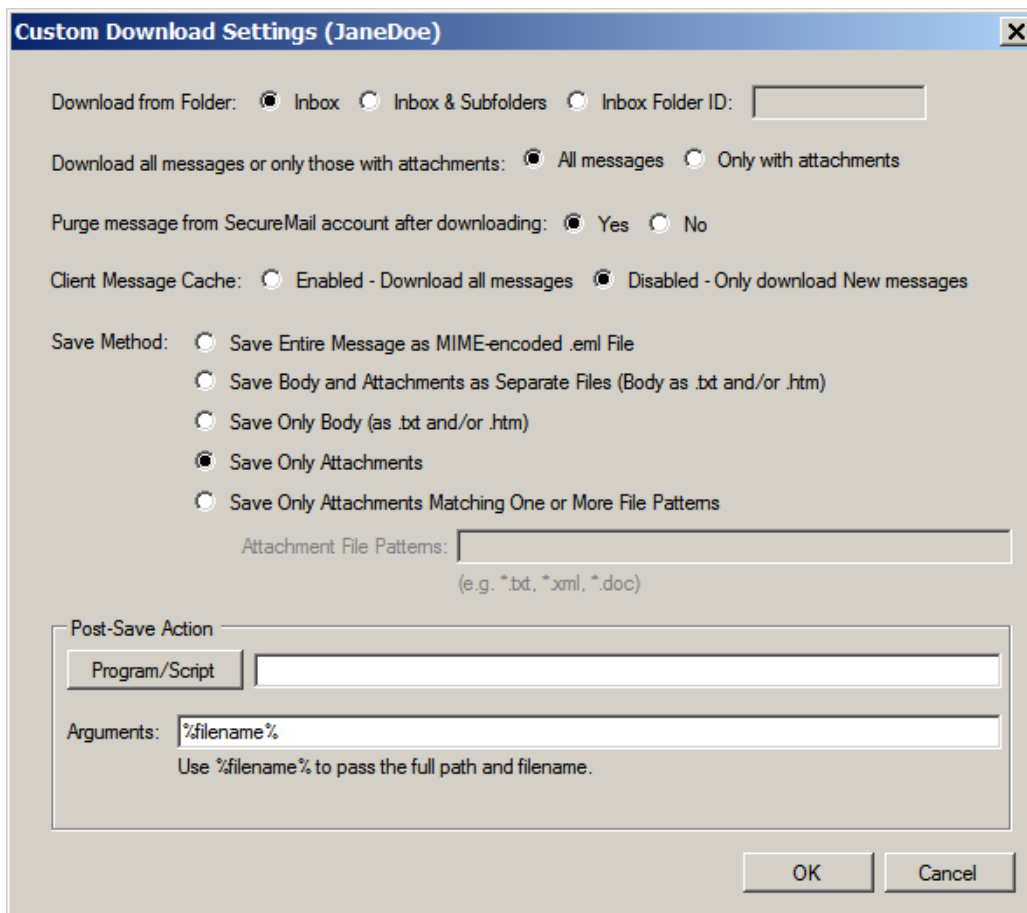 Custom Download Settings (JaneDoe)
Download from Folder: Inbox Inbox & Subfolders Inbox Folder ID:
Download all messages or only those with attachments: All messages Only with attachments
Purge message from SecureMail account after downloading: Yes No
Client Message Cache: Enabled - Download all messages Disabled - Only download New messages
Save Method: Save Entire Message as MIME-encoded .eml File
Save Body and Attachments as Separate Files (Body as .txt and/or .htm)
Save Only Body (as .txt and/or .htm)
Save Only Attachments
Save Only Attachments Matching One or More File Patterns
Attachment File Patterns:
(e.g. *.txt, *.xml, *.doc)
Post-Save Action
Program/Script
Arguments: %filename%
Use %filename% to pass the full path and filename.
OK Cancel